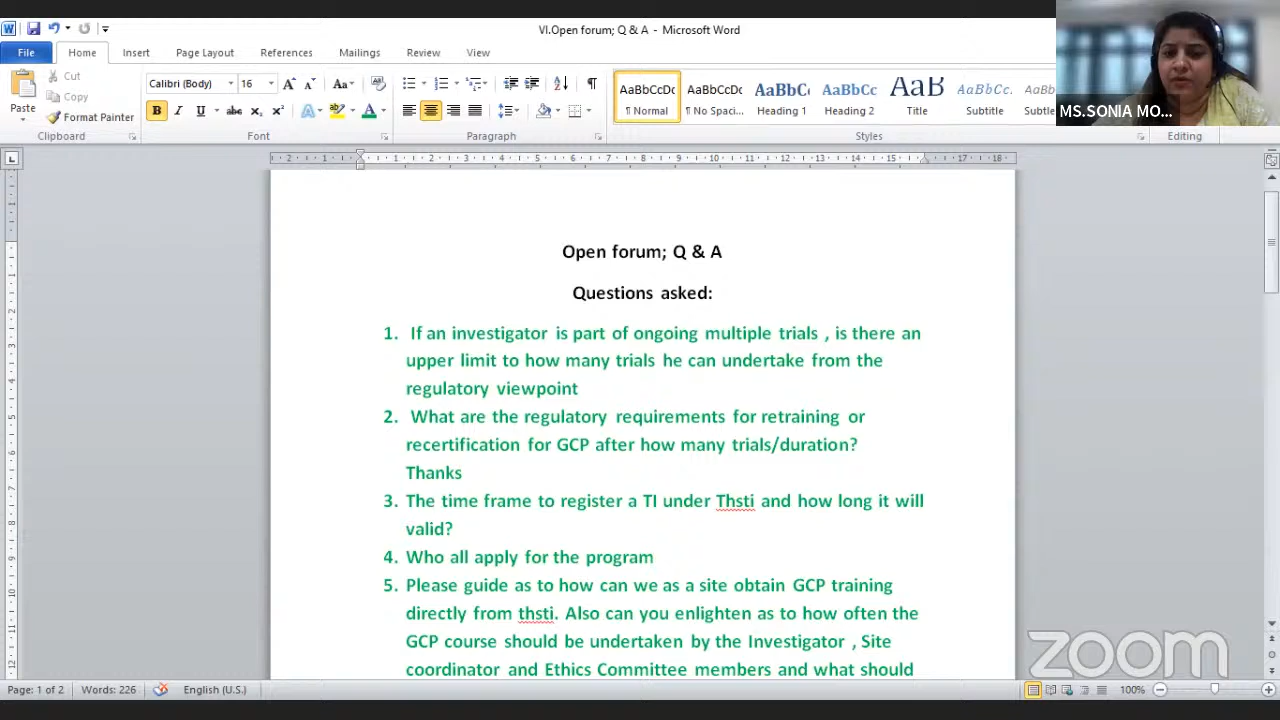 VI.Open forum; Q & A - Microsoft Word
File Home Insert Page Layout References Mailings Review View
Cut
Copy
Paste
Format Painter
Calibri (Body) 16
AaBbCcDc AaBbCcDc AaBbC AaBbCc AaB AaBbCc. AaBb
¶ Normal ¶ No Spaci... Heading 1 Heading 2 Title Subtitle Subtle
Clipboard Font Paragraph Styles Editing
MS.SONIA MO...
Open forum; Q & A
Questions asked:
1. If an investigator is part of ongoing multiple trials , is there an
upper limit to how many trials he can undertake from the
regulatory viewpoint
2. What are the regulatory requirements for retraining or
recertification for GCP after how many trials/duration?
Thanks
3. The time frame to register a TI under Thsti and how long it will
valid?
4. Who all apply for the program
5. Please guide as to how can we as a site obtain GCP training
directly from thsti. Also can you enlighten as to how often the
GCP course should be undertaken by the Investigator , Site
coordinator and Ethics Committee members and what should
zoom
Page: 1 of 2 Words: 226 English (U.S.) 100%